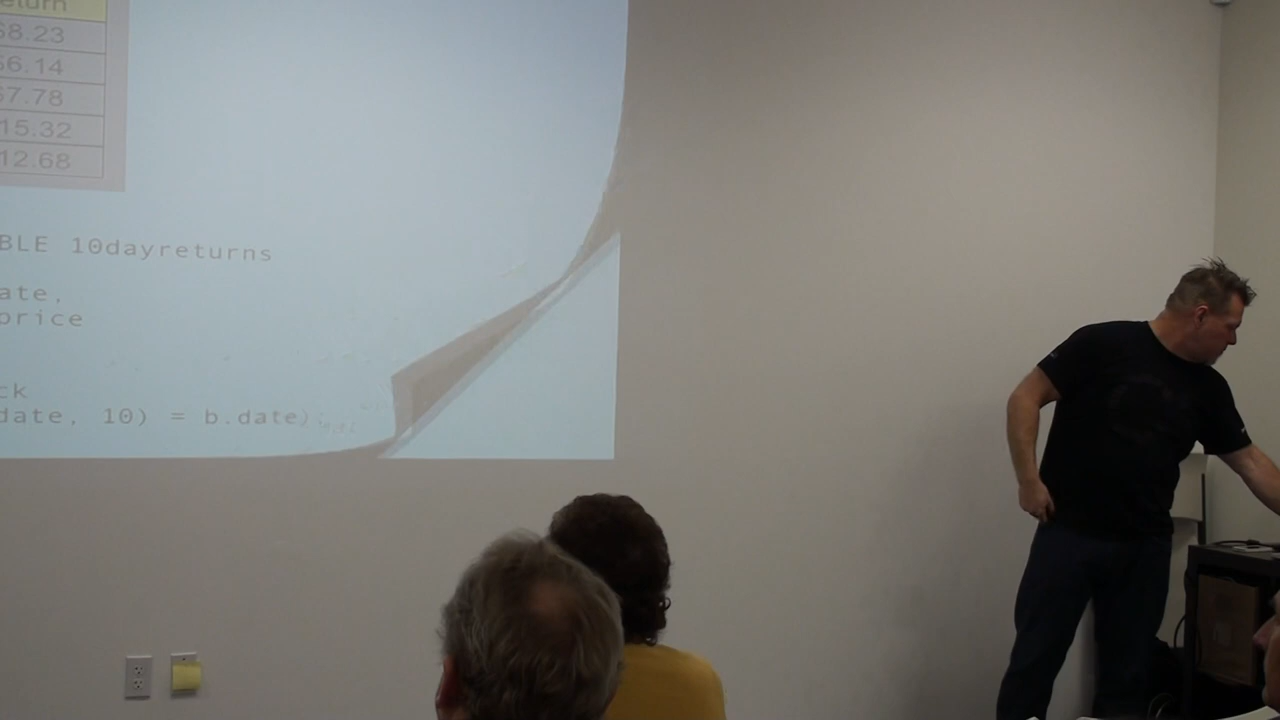 eturn
68.23
66.14
67.78
15.32
12.68
BLE 10dayreturns
ate,
price
ck
date, 10) = b.date)